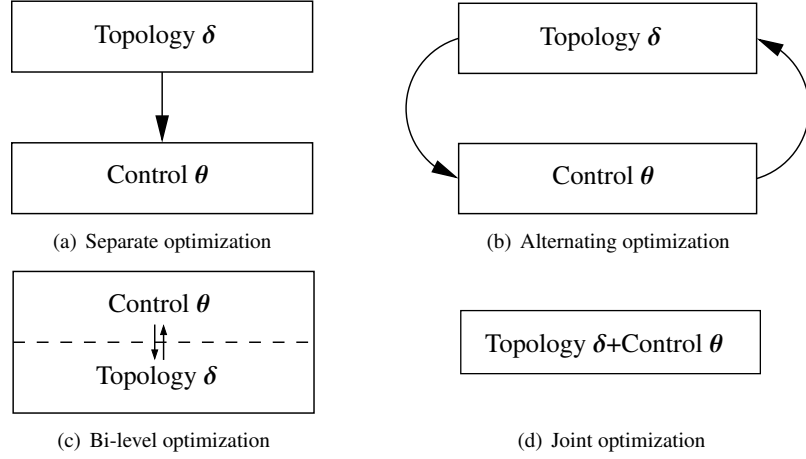 Topology δ
Control θ
(a) Separate optimization
Topology δ
Control θ
(b) Alternating optimization
Control θ
Topology δ
(c) Bi-level optimization
Topology δ+Control θ
(d) Joint optimization